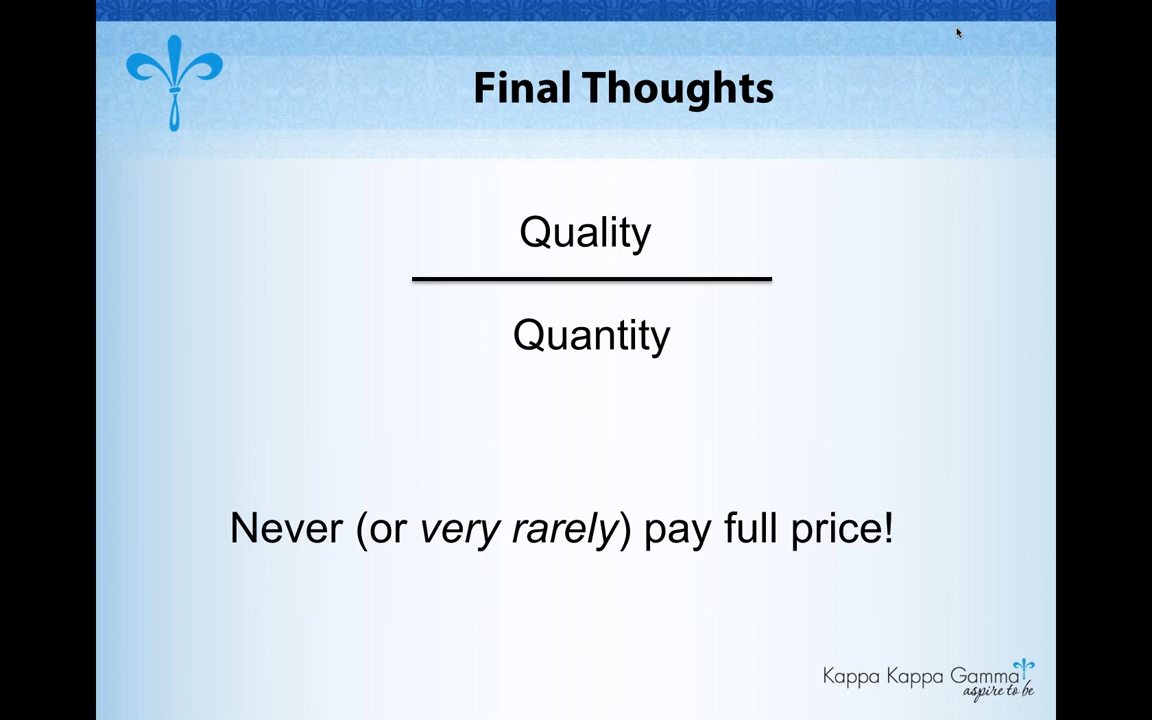 Final Thoughts
Quality
Quantity
Never (or very rarely) pay full price!
Kappa Kappa Gamma
aspire to be